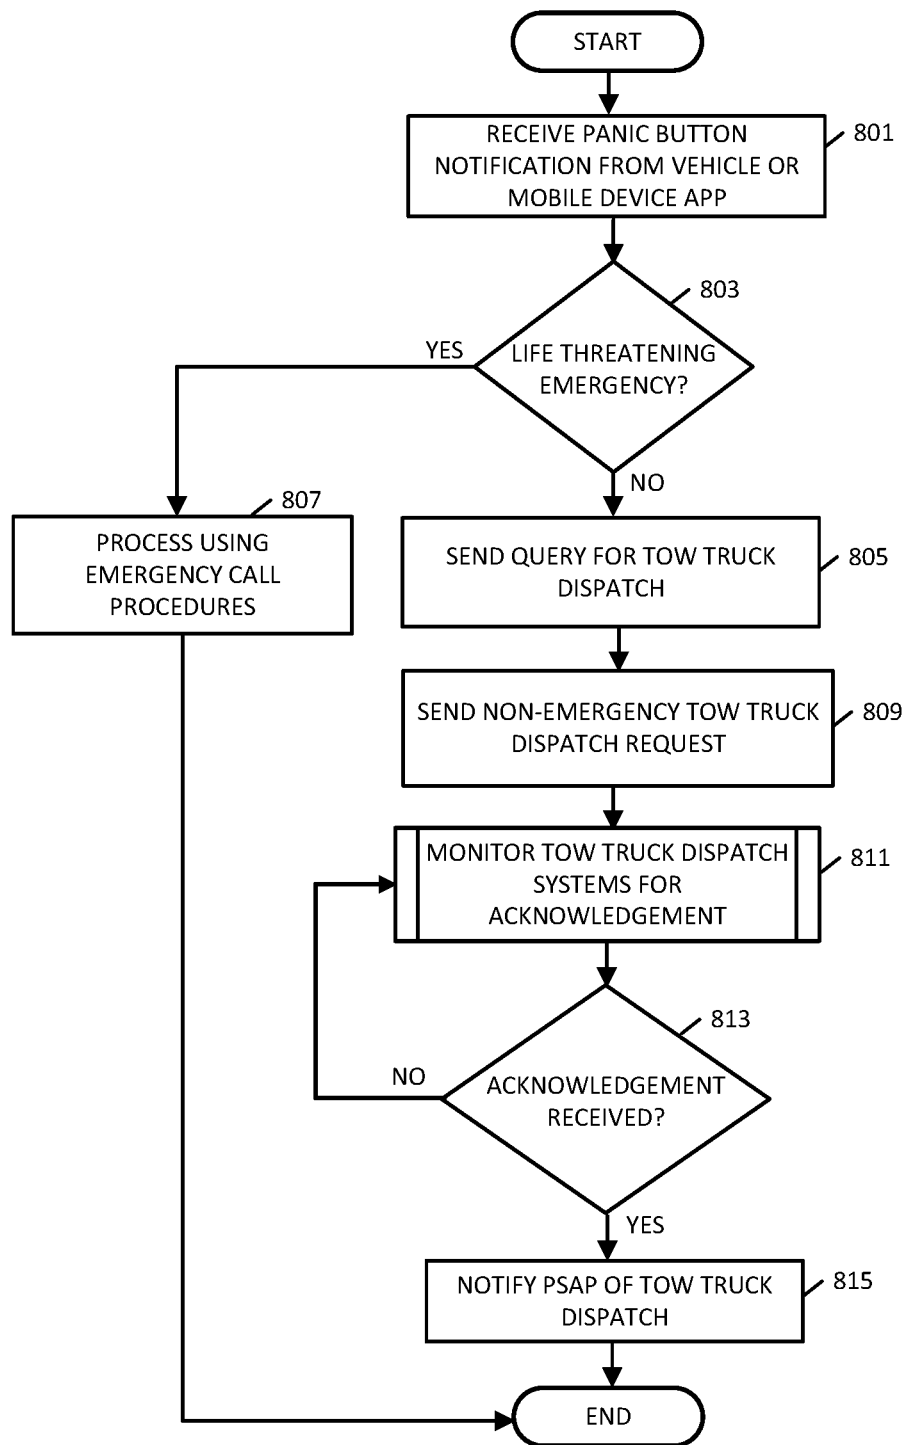 START
RECEIVE PANIC BUTTON
NOTIFICATION FROM VEHICLE OR
MOBILE DEVICE APP
801
803
LIFE THREATENING
EMERGENCY?
YES
NO
807
PROCESS USING
EMERGENCY CALL
PROCEDURES
SEND QUERY FOR TOW TRUCK
DISPATCH
805
SEND NON-EMERGENCY TOW TRUCK
DISPATCH REQUEST
809
MONITOR TOW TRUCK DISPATCH
SYSTEMS FOR
ACKNOWLEDGEMENT
811
813
ACKNOWLEDGEMENT
RECEIVED?
NO
YES
NOTIFY PSAP OF TOW TRUCK
DISPATCH
815
END